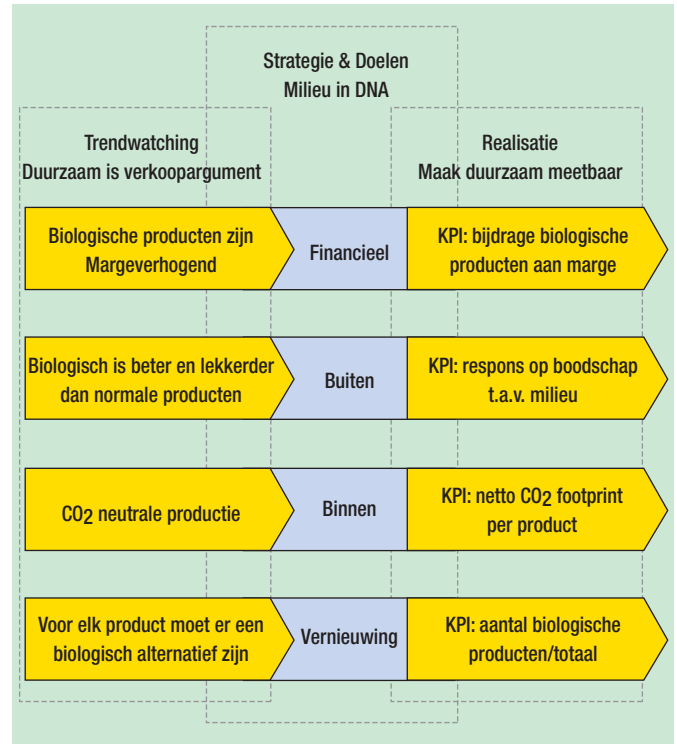 Strategie & Doelen
Milieu in DNA
Trendwatching
Duurzaam is verkoopargument
Realisatie
Maak duurzaam meetbaar
Biologische producten zijn
Margeverhogend
Financieel
KPI: bijdrage biologische
producten aan marge
Biologisch is beter en lekkerder
dan normale producten
Buiten
KPI: respons op boodschap
t.a.v. milieu
CO2 neutrale productie
Binnen
KPI: netto CO2 footprint
per product
Voor elk product moet er een
biologisch alternatief zijn
Vernieuwing
KPI: aantal biologische
producten/totaal